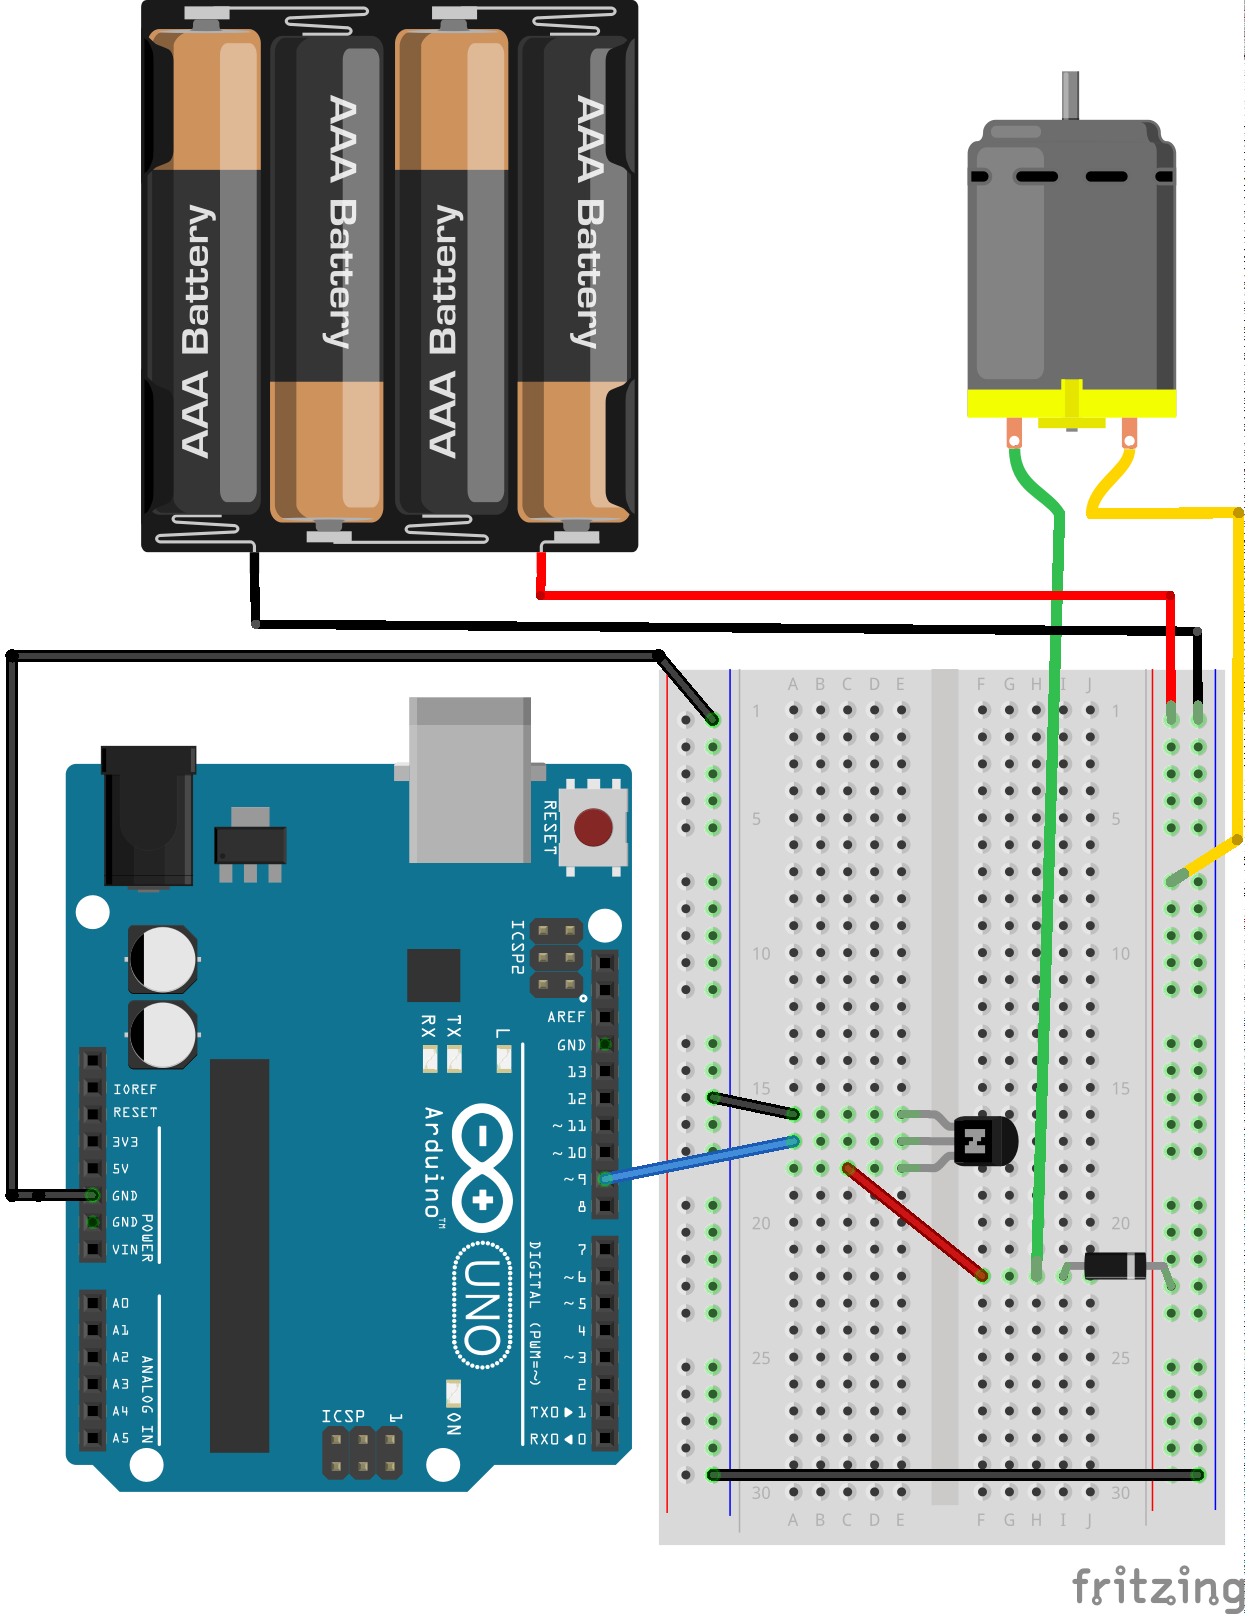 AAA Battery
AAA Battery
AAA Battery
AAA Battery
A B C D E F G H I J
1 1
5 5
10 10
15 15
20 20
25 25
30 30
A B C D E F G H I J
RESET
ICSP2
AREF
GND
13
12
~11
~10
~9
8
7
~6
~5
4
~3
2
TX0▶1
RX0◀0
RX
TX
L
IOREF
RESET
3V3
5V
GND
GND
VIN
POWER
A0
A1
A2
A3
A4
A5
ANALOG IN
Arduino™
UNO
DIGITAL (PWM=~)
ICSP
1
ON
N
fritzing